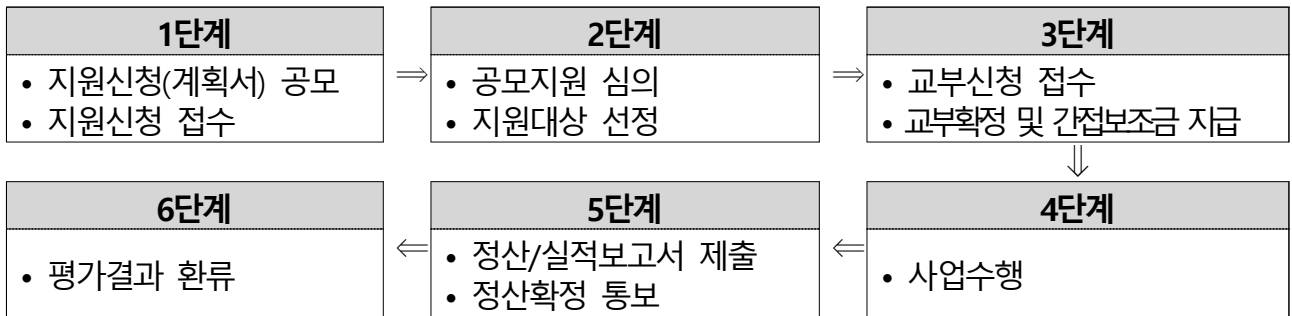 1단계
• 지원신청(계획서) 공모
• 지원신청 접수
⇒
2단계
• 공모지원 심의
• 지원대상 선정
⇒
3단계
• 교부신청 접수
• 교부확정 및 간접보조금 지급
⇓
4단계
• 사업수행
⇐
5단계
• 정산/실적보고서 제출
• 정산확정 통보
⇐
6단계
• 평가결과 환류